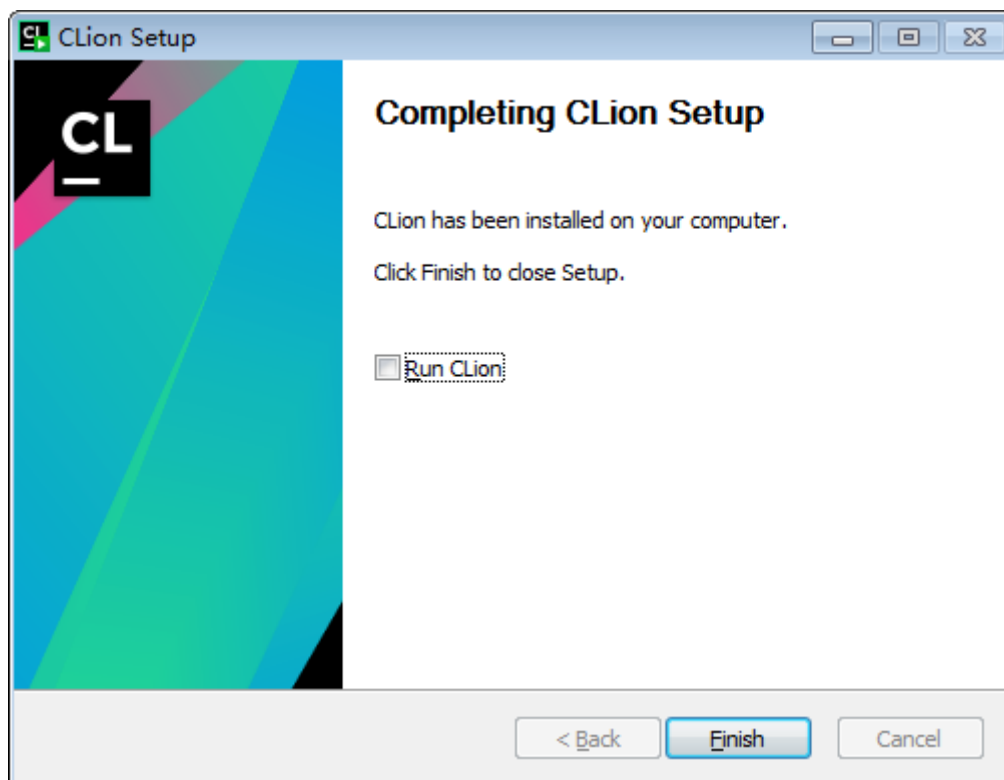 CLion Setup
CL
Completing CLion Setup
CLion has been installed on your computer.
Click Finish to close Setup.
Run CLion
< Back
Finish
Cancel